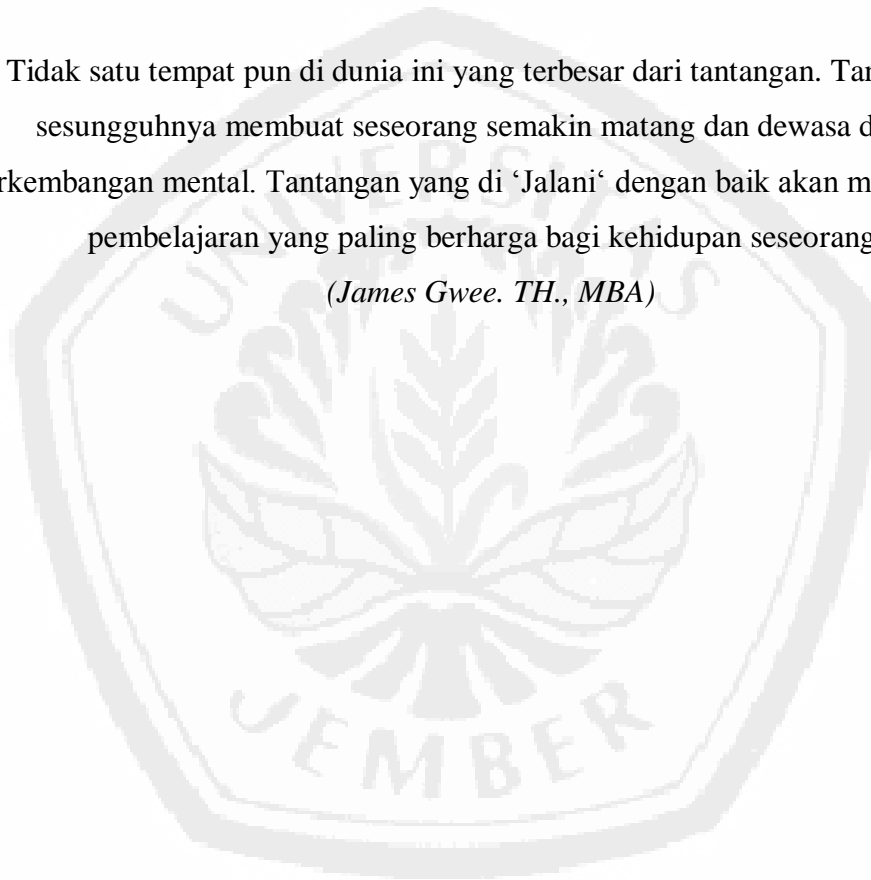 Tidak satu tempat pun di dunia ini yang terbesar dari tantangan. Tan
sesungguhnya membuat seseorang semakin matang dan dewasa d
rkembangan mental. Tantangan yang di ‘Jalani‘ dengan baik akan m
pembelajaran yang paling berharga bagi kehidupan seseorang
(James Gwee. TH., MBA)
UNIVERSITAS
JEMBER